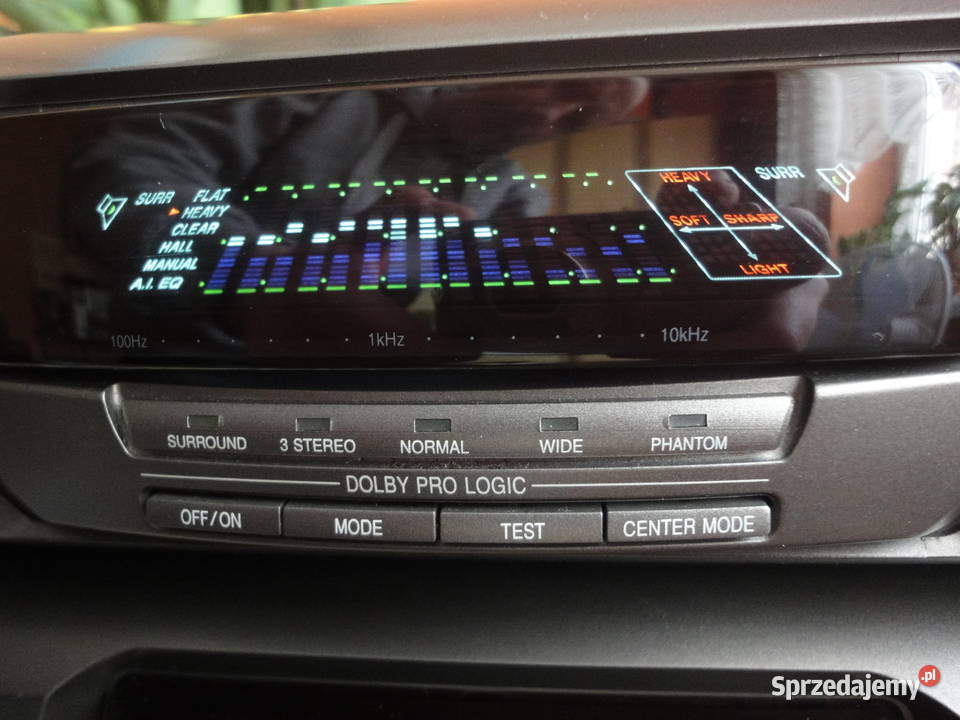 SURR FLAT
HEAVY
CLEAR
HALL
MANUAL
A.I. EQ
HEAVY
SURR
SOFT SHARP
LIGHT
100Hz 1kHz 10kHz
SURROUND 3 STEREO NORMAL WIDE PHANTOM
DOLBY PRO LOGIC
OFF/ON MODE TEST CENTER MODE
Sprzedajemy.pl